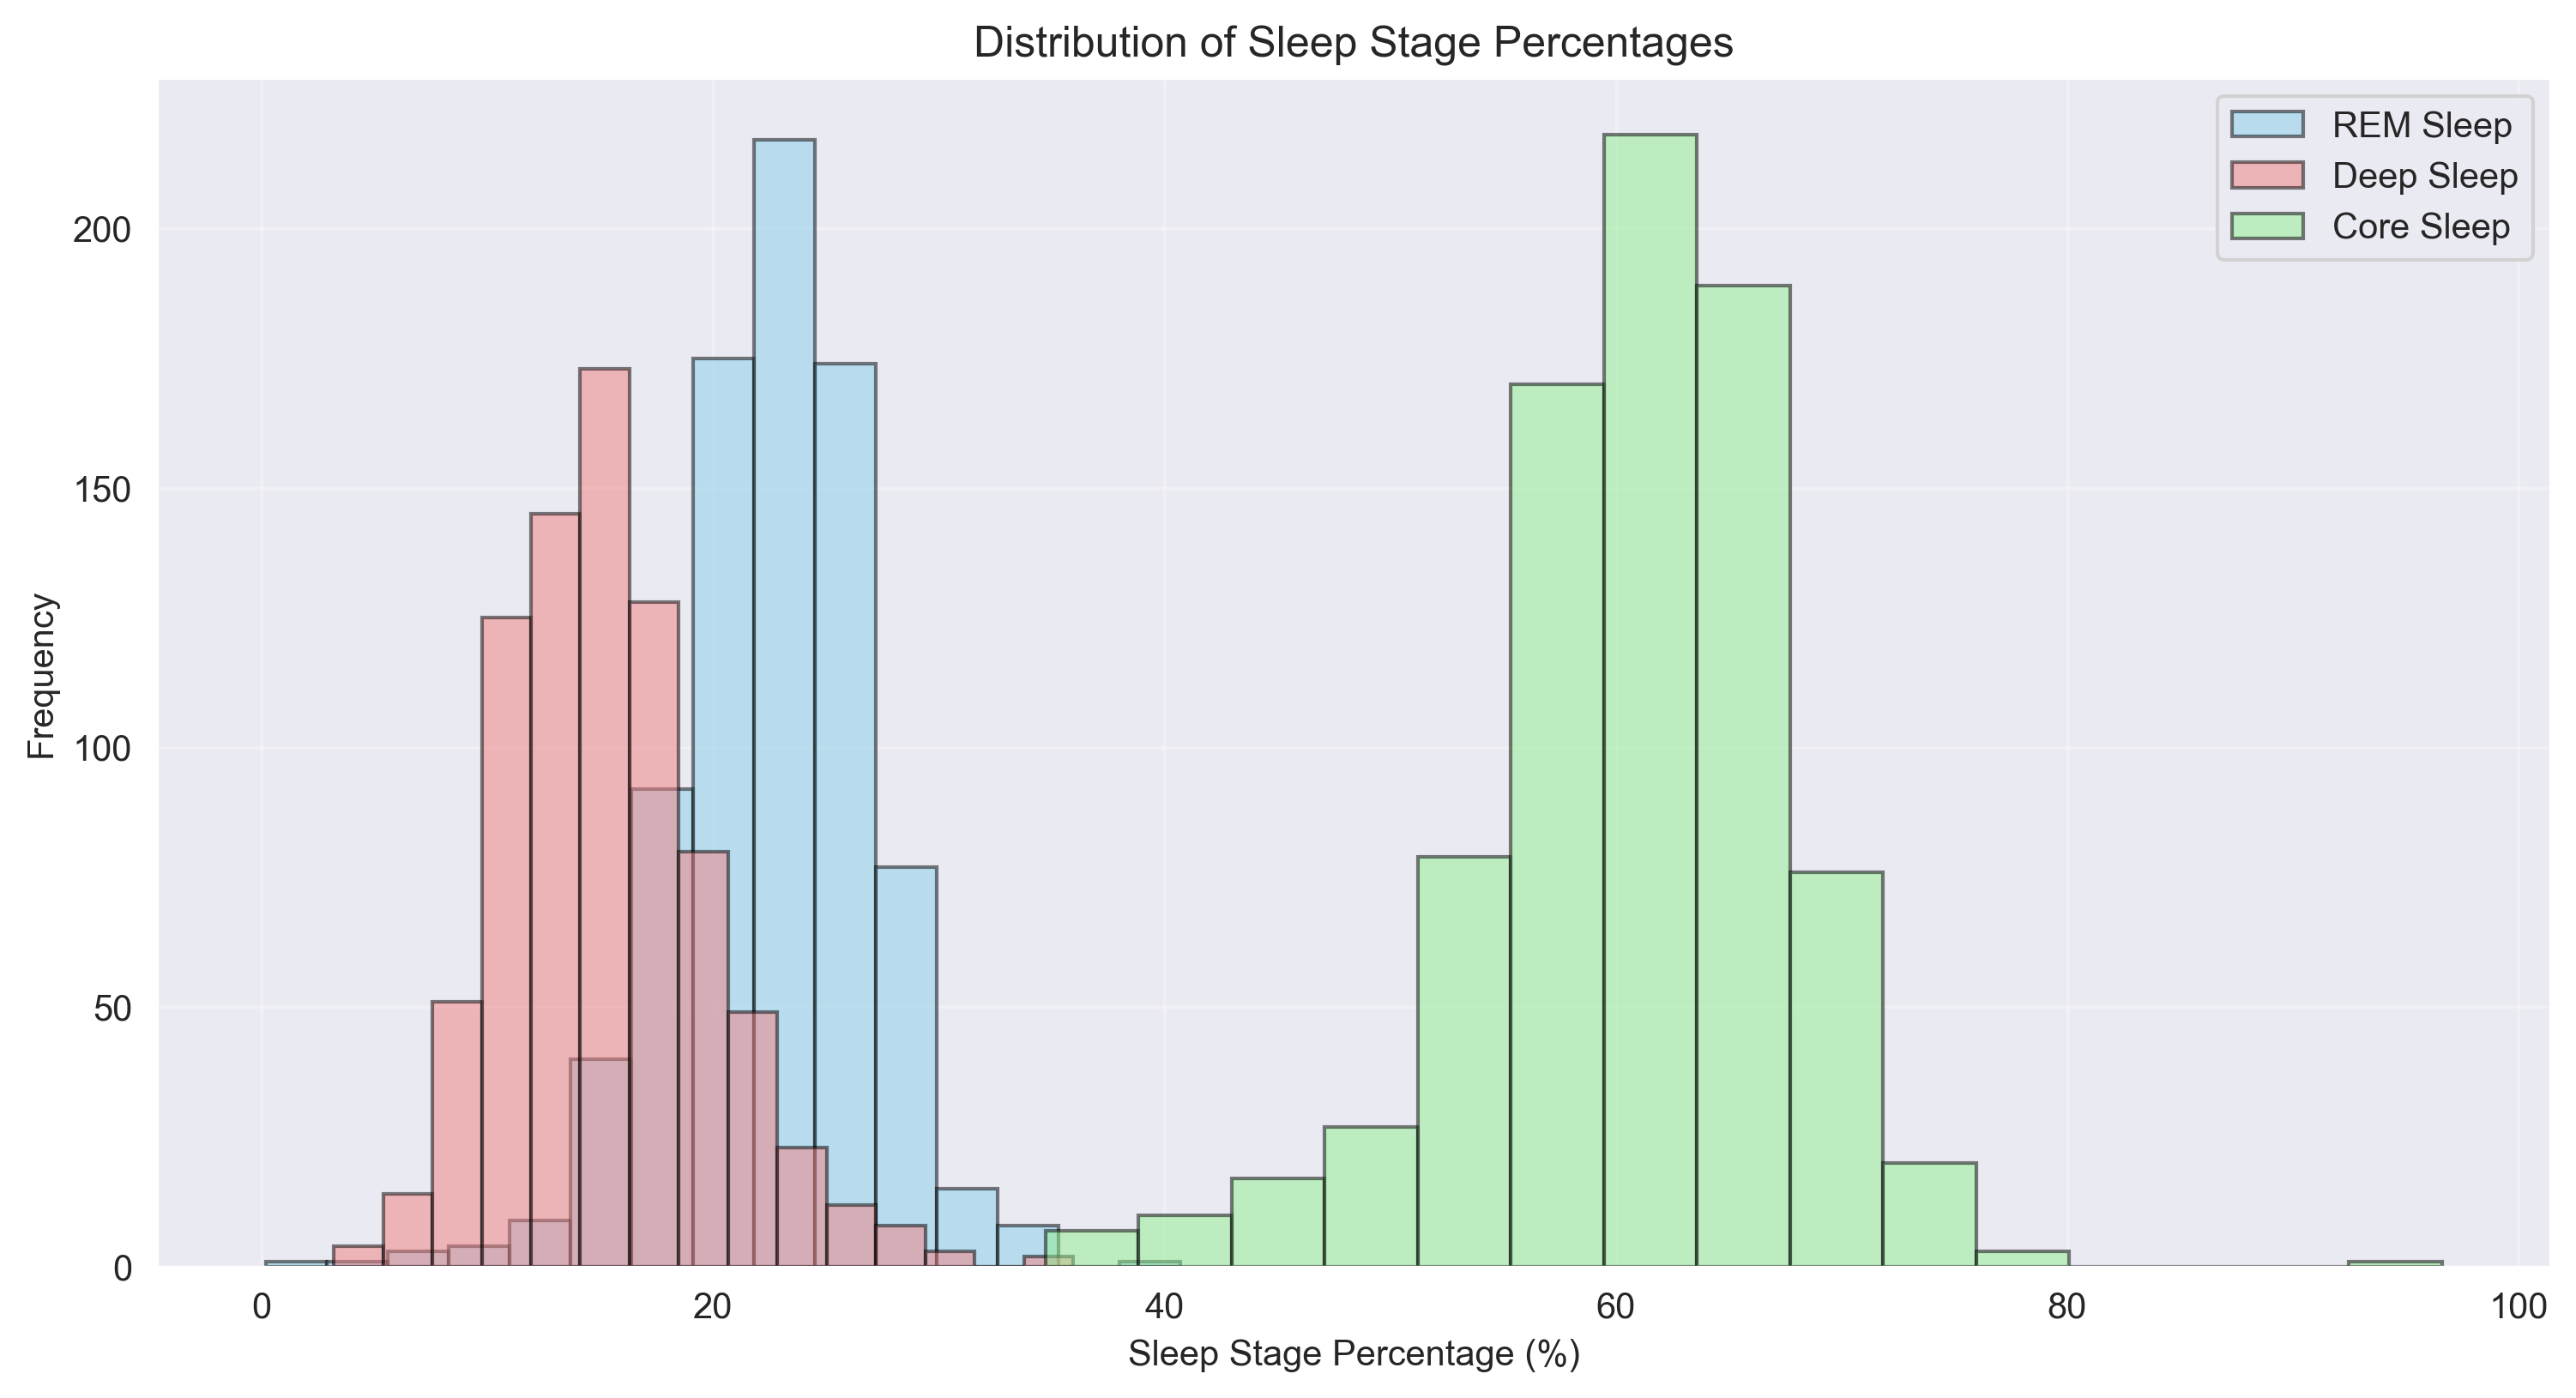 Distribution of Sleep Stage Percentages
REM Sleep
Deep Sleep
Core Sleep
Frequency
200
150
100
50
0
0 20 40 60 80 100
Sleep Stage Percentage (%)